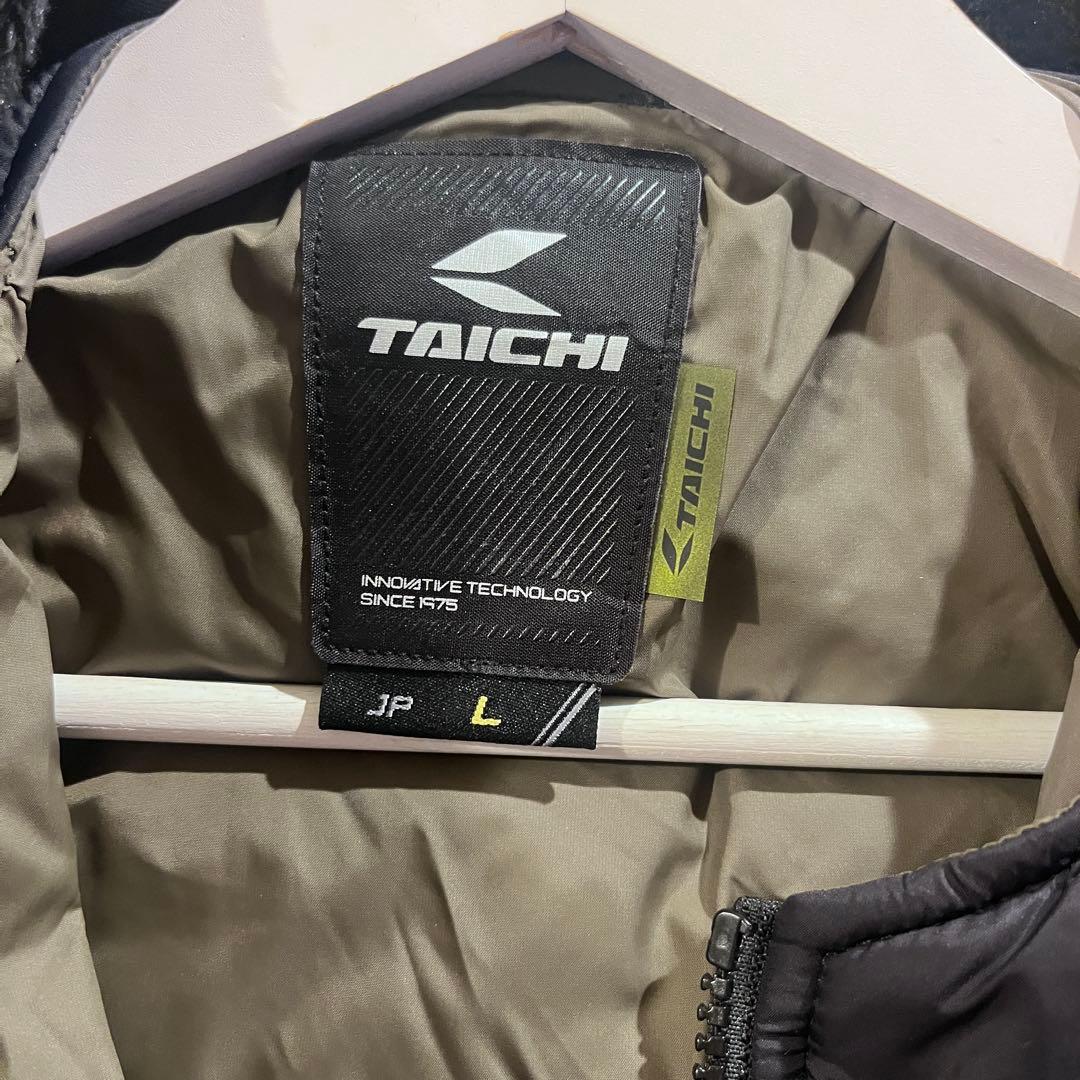 TAICHI
TAICHI
INNOVATIVE TECHNOLOGY
SINCE 1975
JP L